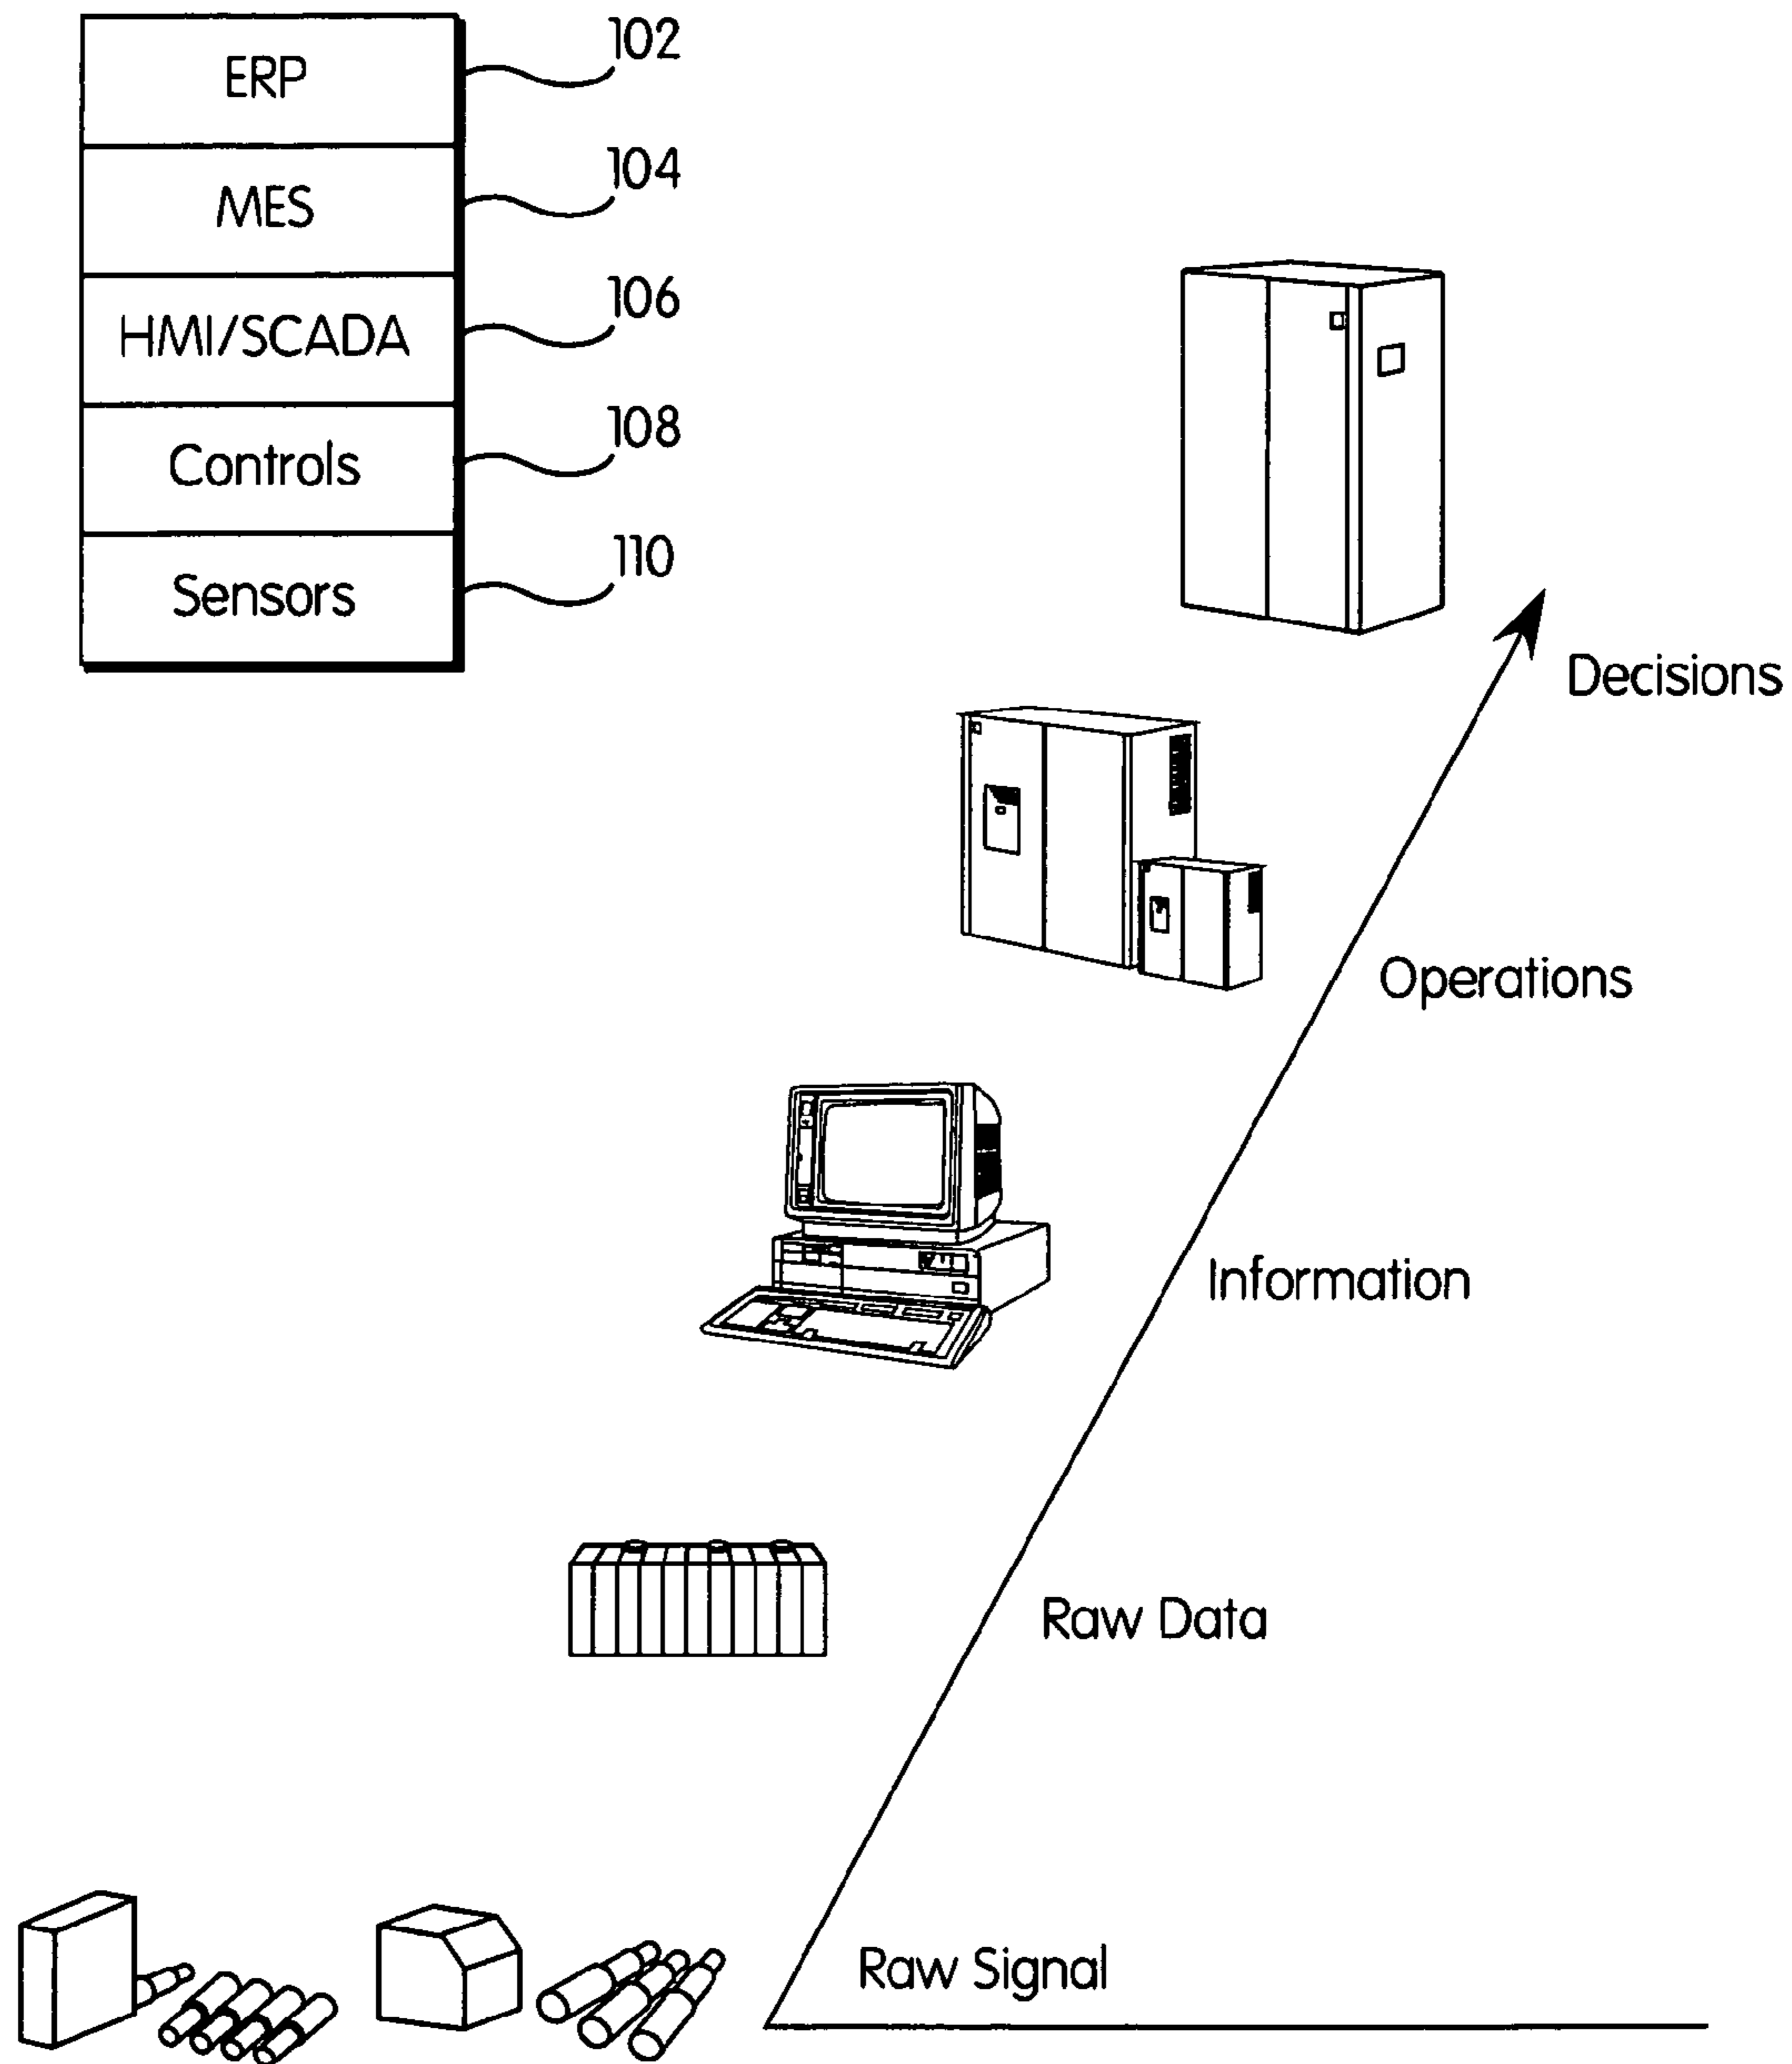 ERP
102
MES
104
HMI/SCADA
106
Controls
108
Sensors
110
Decisions
Operations
Information
Raw Data
Raw Signal